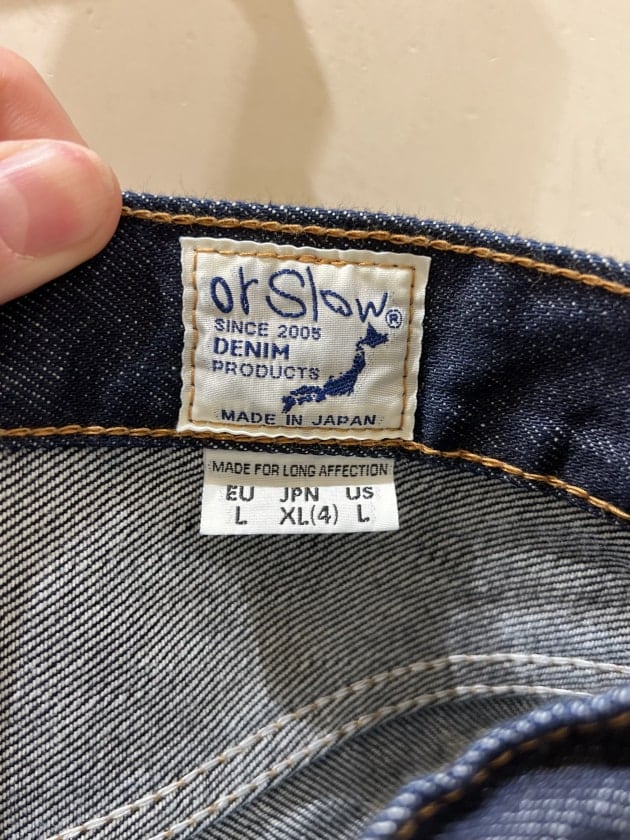 orSlow®
SINCE 2005
DENIM
PRODUCTS
MADE IN JAPAN
MADE FOR LONG AFFECTION
EU JPN US
L XL(4) L